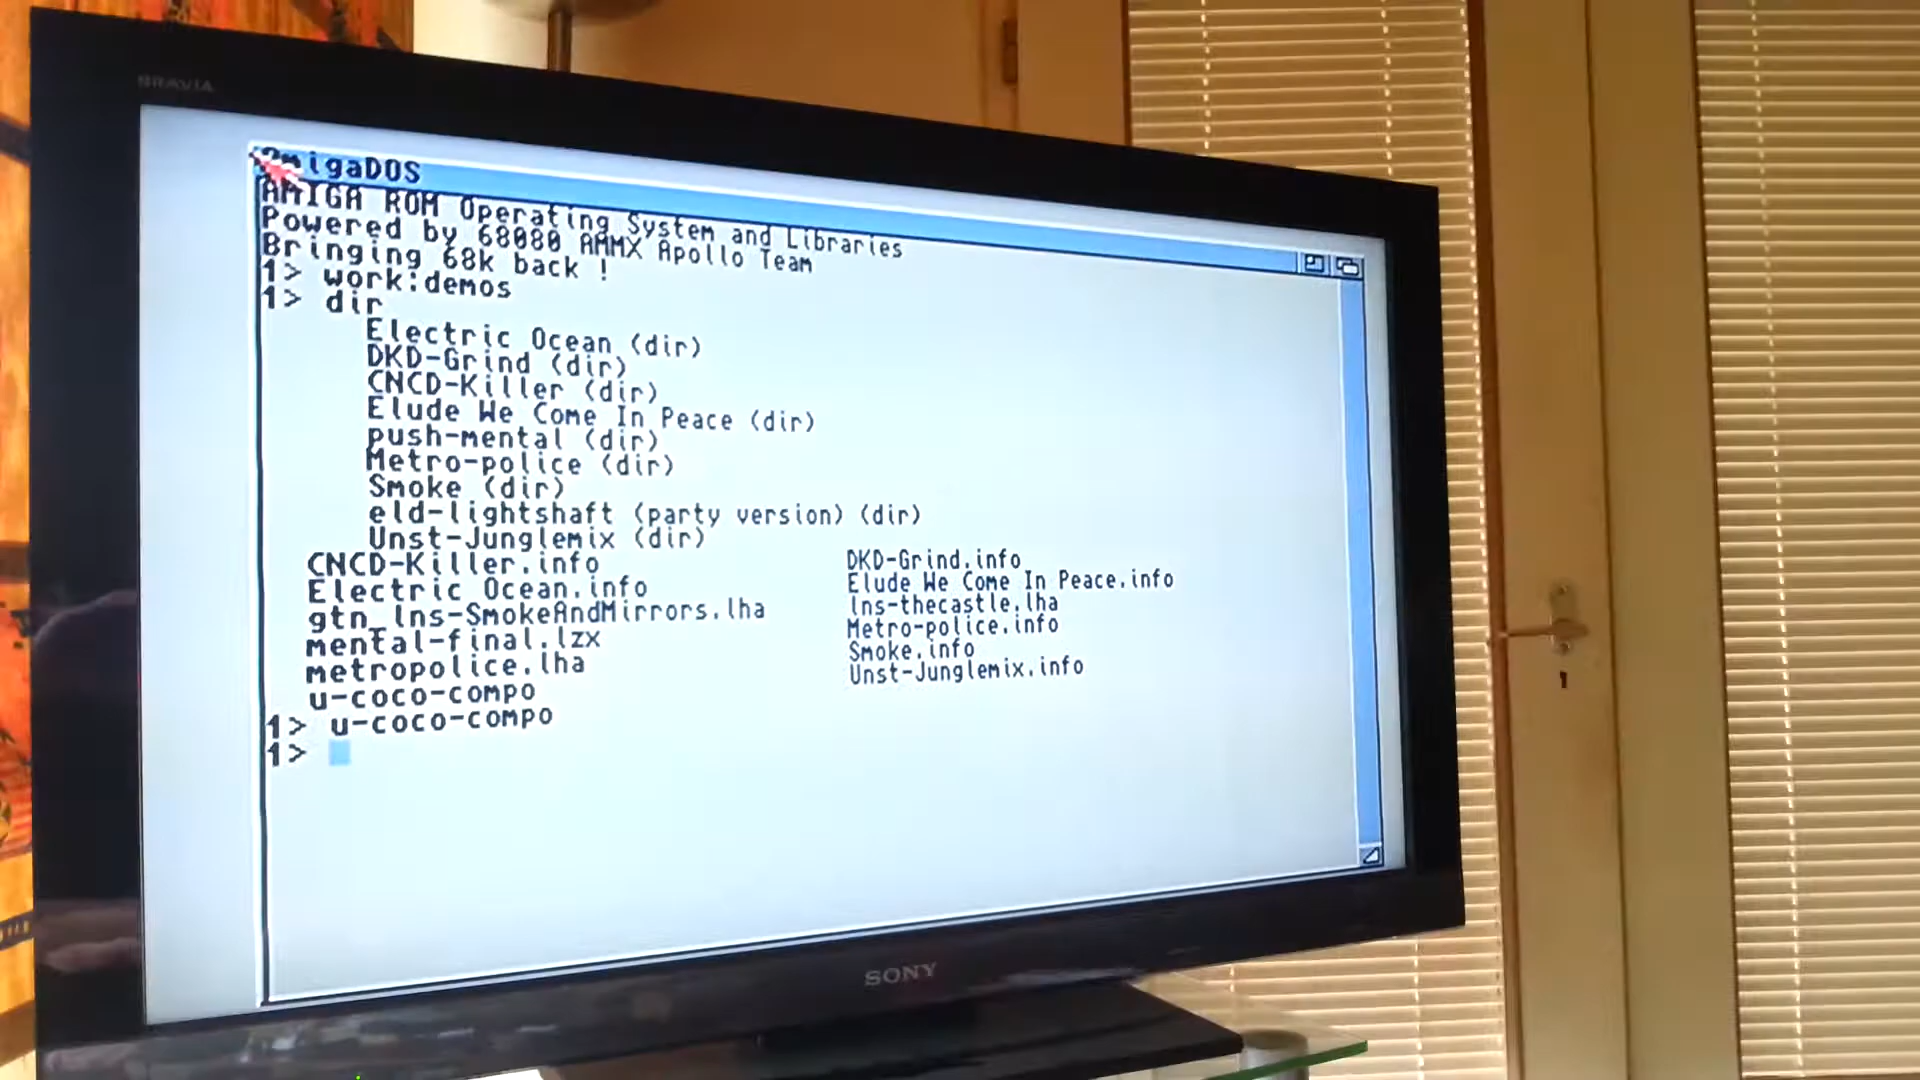 BRAVIA
AmigaDOS
AMIGA ROM Operating System and Libraries
Powered by 68080 AMMX Apollo Team
Bringing 68k back !
1> work:demos
1> dir
Electric Ocean (dir)
DKD-Grind (dir)
CNCD-Killer (dir)
Elude We Come In Peace (dir)
push-mental (dir)
Metro-police (dir)
Smoke (dir)
eld-lightshaft (party version) (dir)
Unst-Junglemix (dir)
CNCD-Killer.info DKD-Grind.info
Electric Ocean.info Elude We Come In Peace.info
gtn_lns-SmokeAndMirrors.lha lns-thecastle.lha
mental-final.lzx Metro-police.info
metropolice.lha Smoke.info
u-coco-compo Unst-Junglemix.info
1> u-coco-compo
1>
SONY